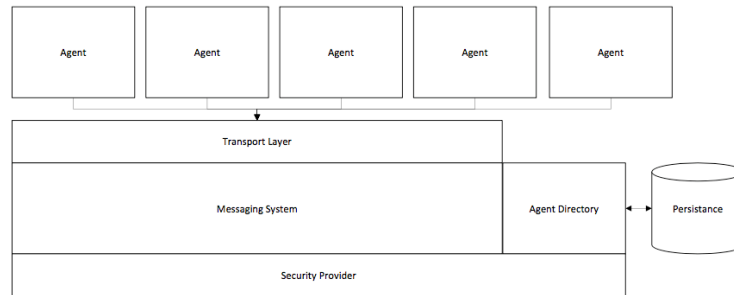 Agent
Agent
Agent
Agent
Agent
Transport Layer
Messaging System
Agent Directory
Persistance
Security Provider